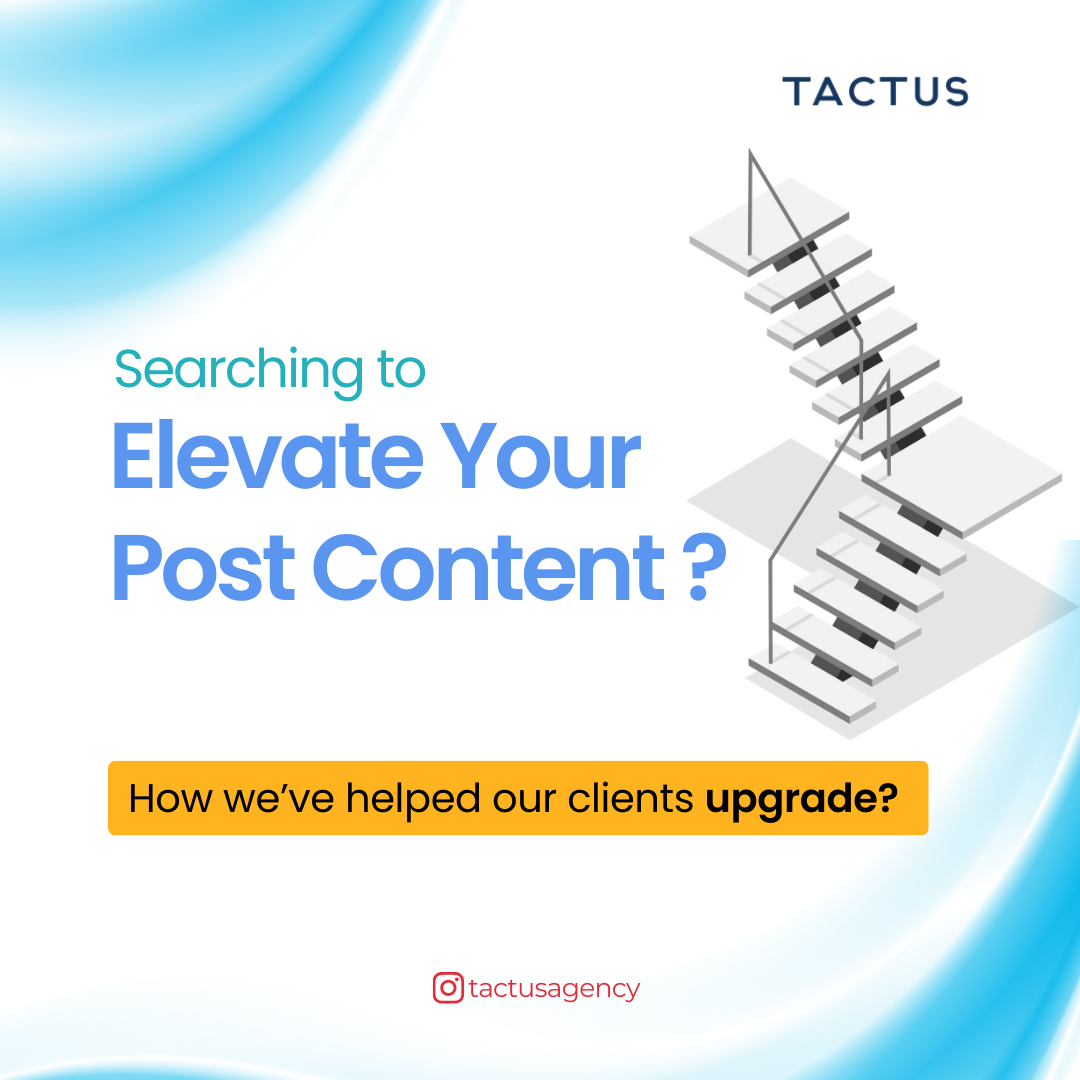 TACTUS
Searching to
Elevate Your
Post Content ?
How we’ve helped our clients upgrade?
tactusagency